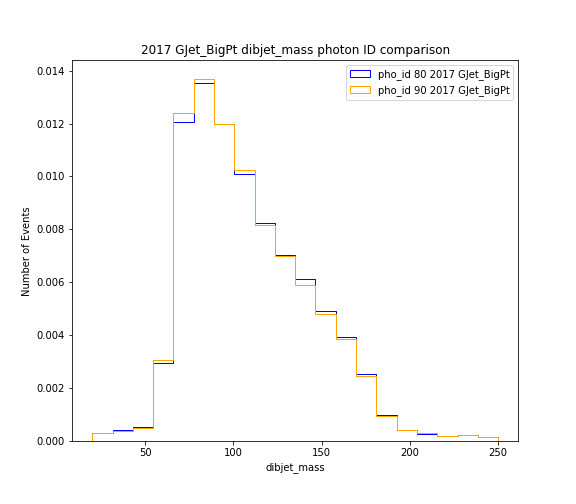 2017 GJet_BigPt dibjet_mass photon ID comparison
pho_id 80 2017 GJet_BigPt
pho_id 90 2017 GJet_BigPt
Number of Events
0.014
0.012
0.010
0.008
0.006
0.004
0.002
0.000
50
100
150
200
250
dibjet_mass